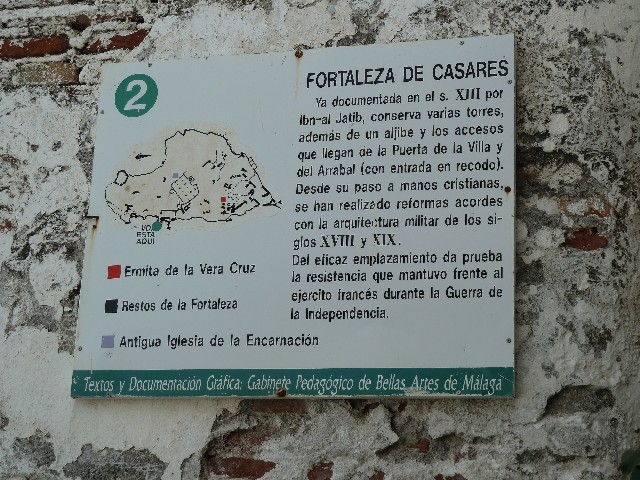 2
FORTALEZA DE CASARES
Ya documentada en el s. XIII por
Ibn-al Jatib, conserva varias torres,
además de un aljibe y los accesos
que llegan de la Puerta de la Villa y
del Arrabal (con entrada en recodo).
Desde su paso a manos cristianas,
se han realizado reformas acordes
con la arquitectura militar de los si-
glos XVIII y XIX.
Del eficaz emplazamiento da prueba
la resistencia que mantuvo frente al
ejercito francés durante la Guerra de
la Independencia.
ESTA
AQUI
Ermita de la Vera Cruz
Restos de la Fortaleza
Antigua Iglesia de la Encarnación
Textos y Documentación Gráfica: Gabinete Pedagógico de Bellas Artes de Málaga